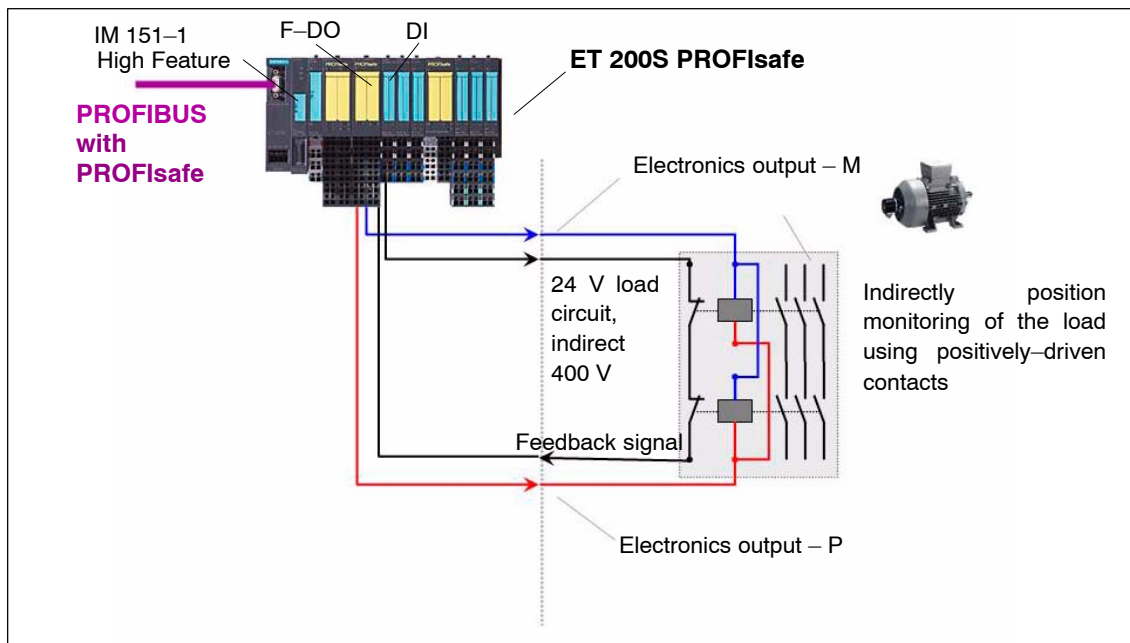 IM 151–1
High Feature
F–DO
DI
ET 200S PROFIsafe
PROFIBUS
with
PROFIsafe
Electronics output – M
24 V load
circuit,
indirect
400 V
Indirectly position
monitoring of the load
using positively–driven
contacts
Feedback signal
Electronics output – P